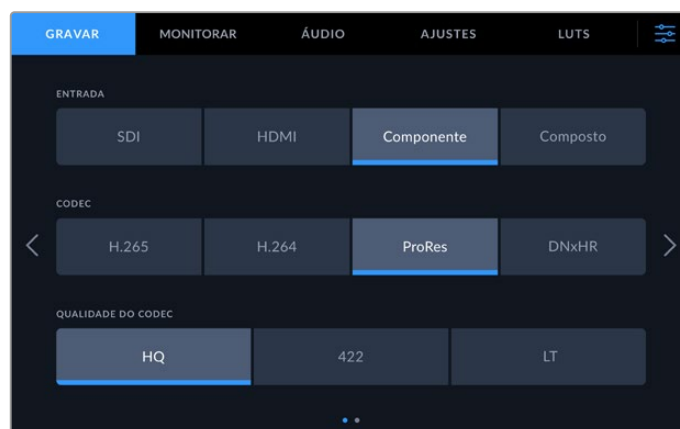 GRAVAR MONITORAR ÁUDIO AJUSTES LUTS
ENTRADA
SDI HDMI Componente Composto
CODEC
H.265 H.264 ProRes DNxHR
QUALIDADE DO CODEC
HQ 422 LT